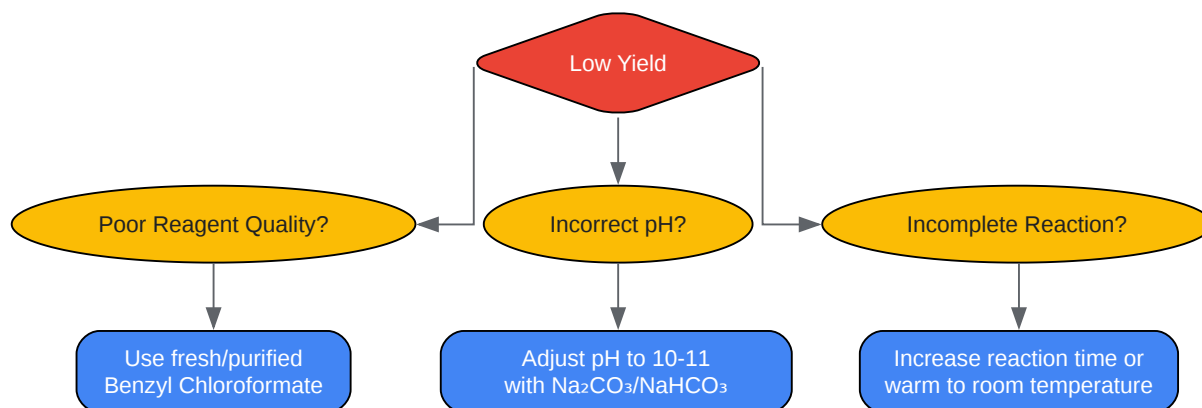 Low Yield
Poor Reagent Quality?
Incorrect pH?
Incomplete Reaction?
Use fresh/purified
Benzyl Chloroformate
Adjust pH to 10-11
with Na₂CO₃/NaHCO₃
Increase reaction time or
warm to room temperature